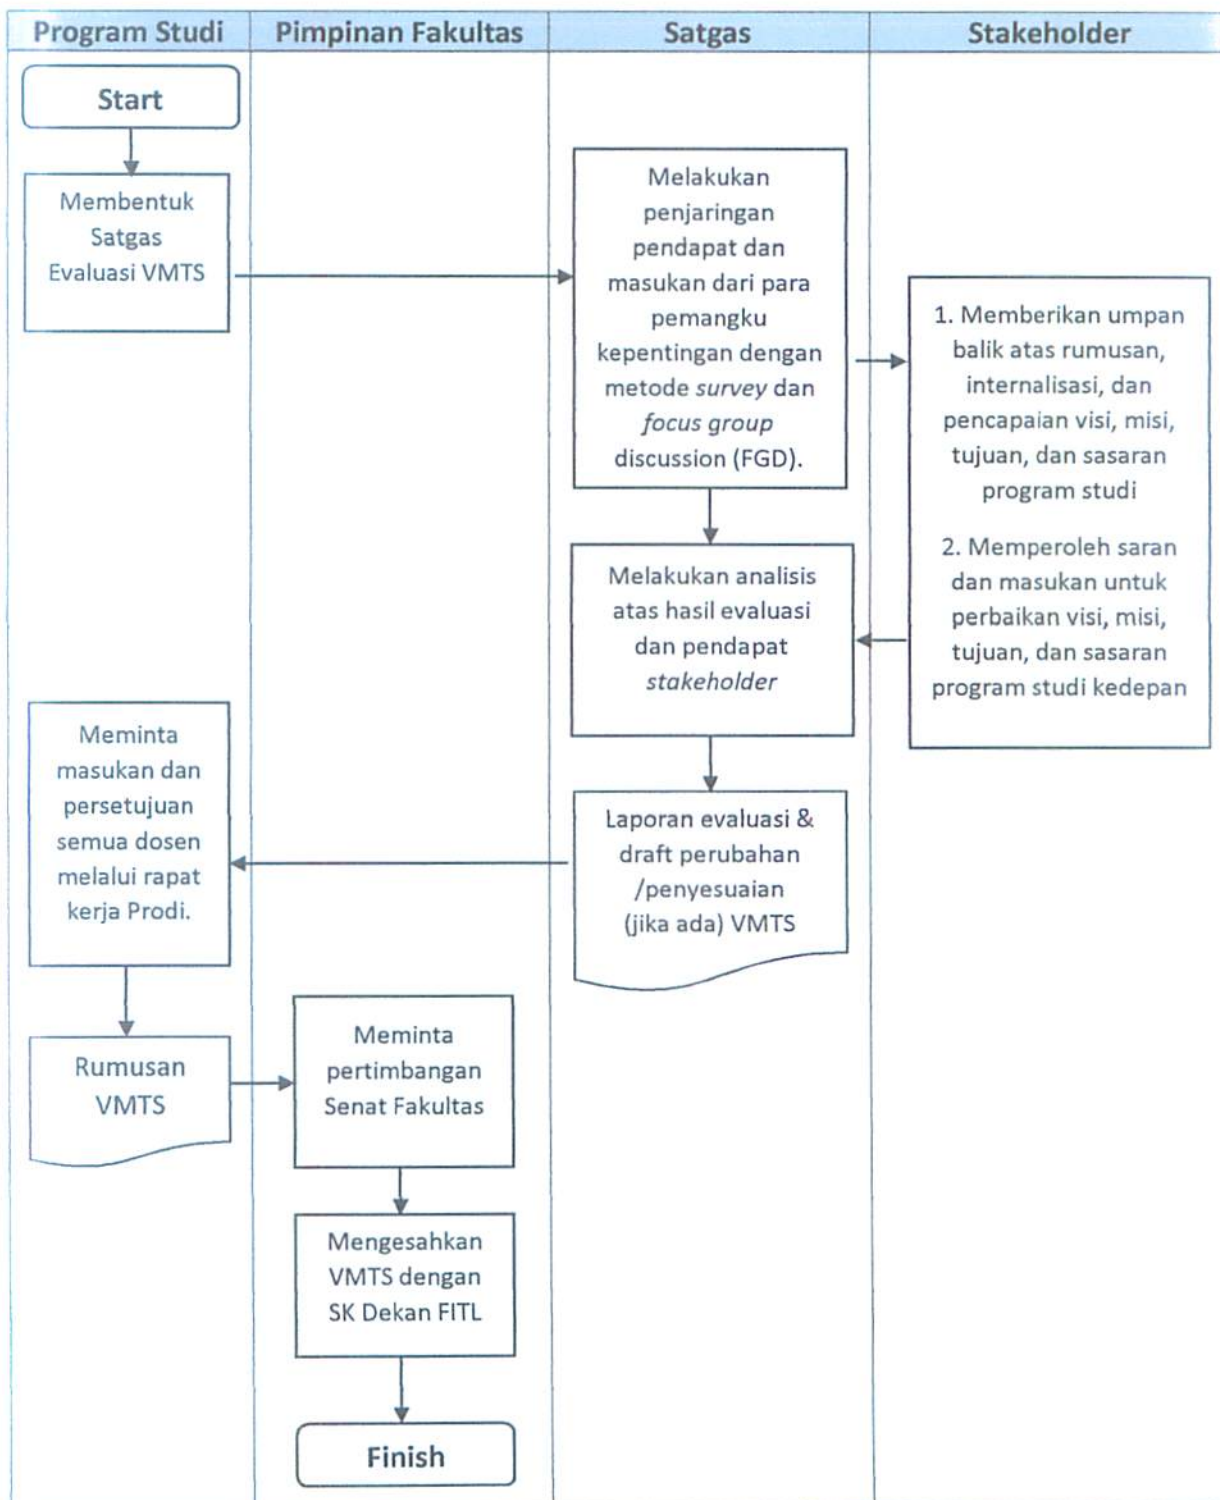 Program Studi
Pimpinan Fakultas
Satgas
Stakeholder
Start
Membentuk
Satgas
Evaluasi VMTS
Melakukan
penjaringan
pendapat dan
masukan dari para
pemangku
kepentingan dengan
metode survey dan
focus group
discussion (FGD).
1. Memberikan umpan
balik atas rumusan,
internalisasi, dan
pencapaian visi, misi,
tujuan, dan sasaran
program studi
2. Memperoleh saran
dan masukan untuk
perbaikan visi, misi,
tujuan, dan sasaran
program studi kedepan
Melakukan analisis
atas hasil evaluasi
dan pendapat
stakeholder
Laporan evaluasi &
draft perubahan
/penyesuaian
(jika ada) VMTS
Meminta
masukan dan
persetujuan
semua dosen
melalui rapat
kerja Prodi.
Rumusan
VMTS
Meminta
pertimbangan
Senat Fakultas
Mengesahkan
VMTS dengan
SK Dekan FITL
Finish